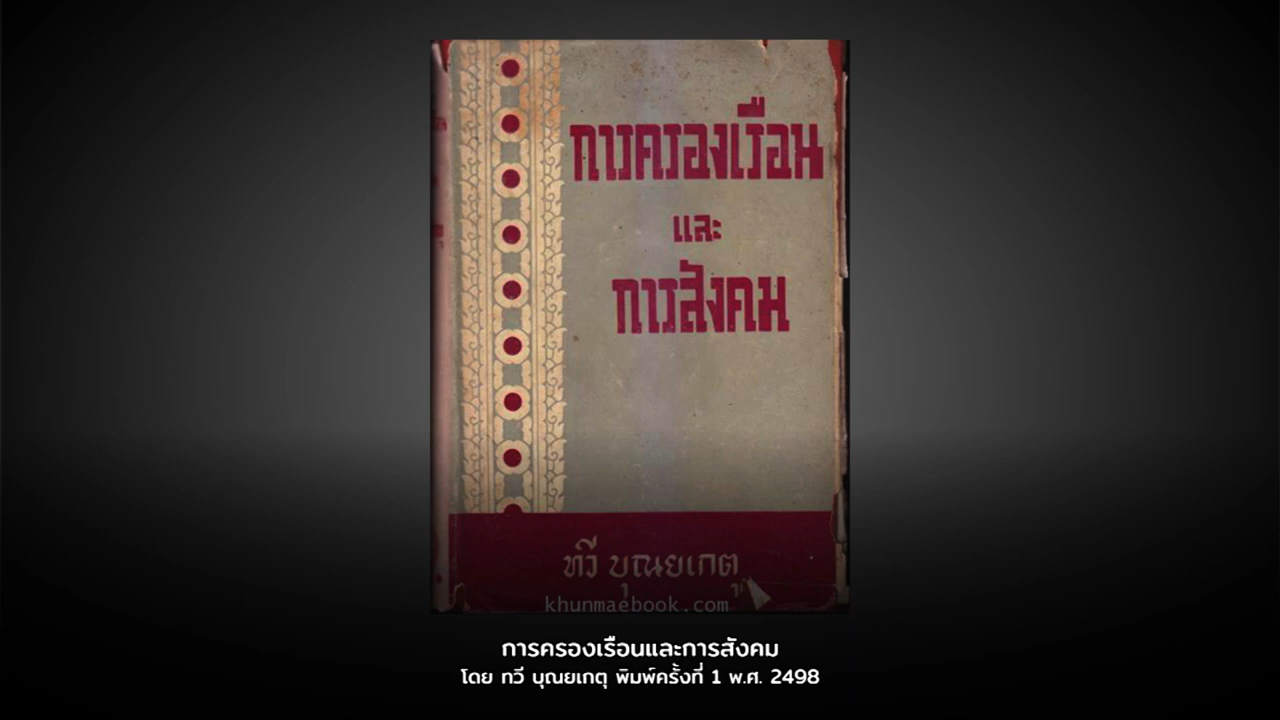 การครองเรือน
และ
การสังคม
ทวี บุณยเกตุ
khunmaebook.com
การครองเรือนและการสังคม
โดย ทวี บุณยเกตุ พิมพ์ครั้งที่ 1 พ.ศ. 2498